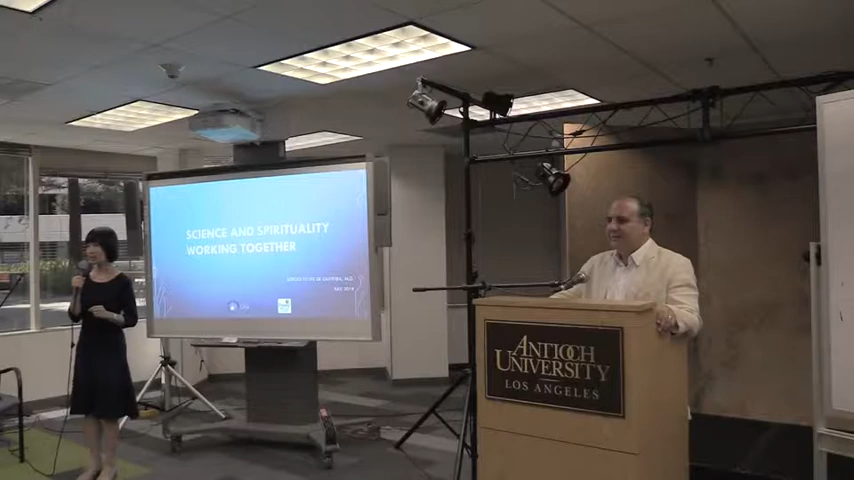 SCIENCE AND SPIRITUALITY
WORKING TOGETHER
ANTIOCH
UNIVERSITY
LOS ANGELES